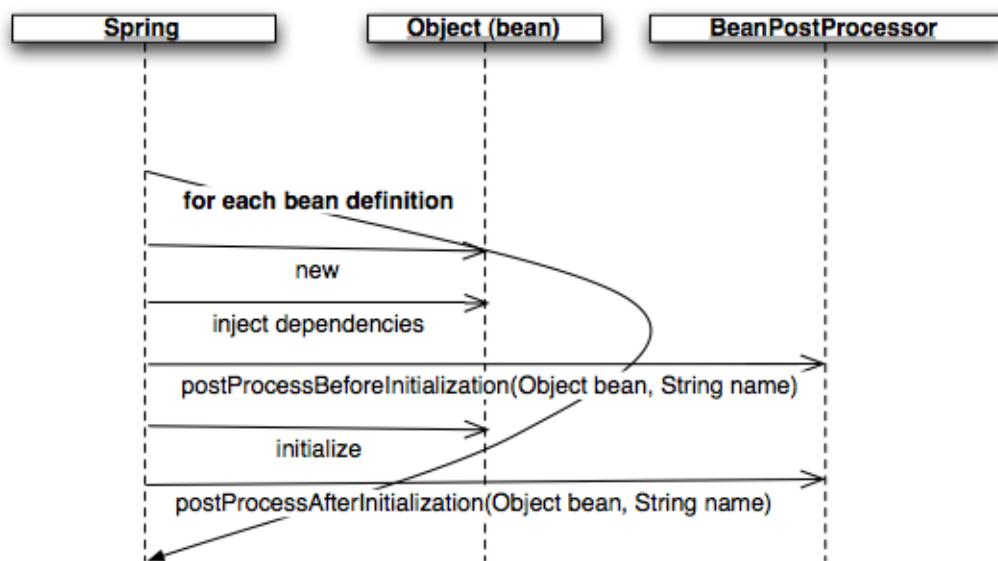 Spring
Object (bean)
BeanPostProcessor
for each bean definition
new
inject dependencies
postProcessBeforeInitialization(Object bean, String name)
initialize
postProcessAfterInitialization(Object bean, String name)